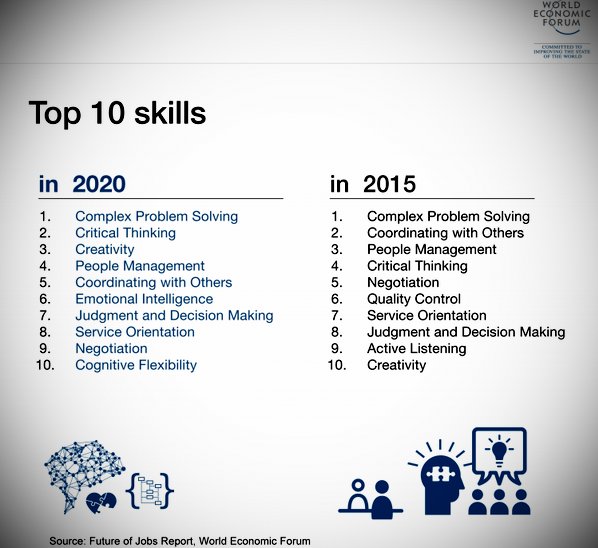 WORLD
ECONOMIC
FORUM
COMMITTED TO
IMPROVING THE STATE
OF THE WORLD
Top 10 skills
in 2020
1. Complex Problem Solving
2. Critical Thinking
3. Creativity
4. People Management
5. Coordinating with Others
6. Emotional Intelligence
7. Judgment and Decision Making
8. Service Orientation
9. Negotiation
10. Cognitive Flexibility
in 2015
1. Complex Problem Solving
2. Coordinating with Others
3. People Management
4. Critical Thinking
5. Negotiation
6. Quality Control
7. Service Orientation
8. Judgment and Decision Making
9. Active Listening
10. Creativity
Source: Future of Jobs Report, World Economic Forum